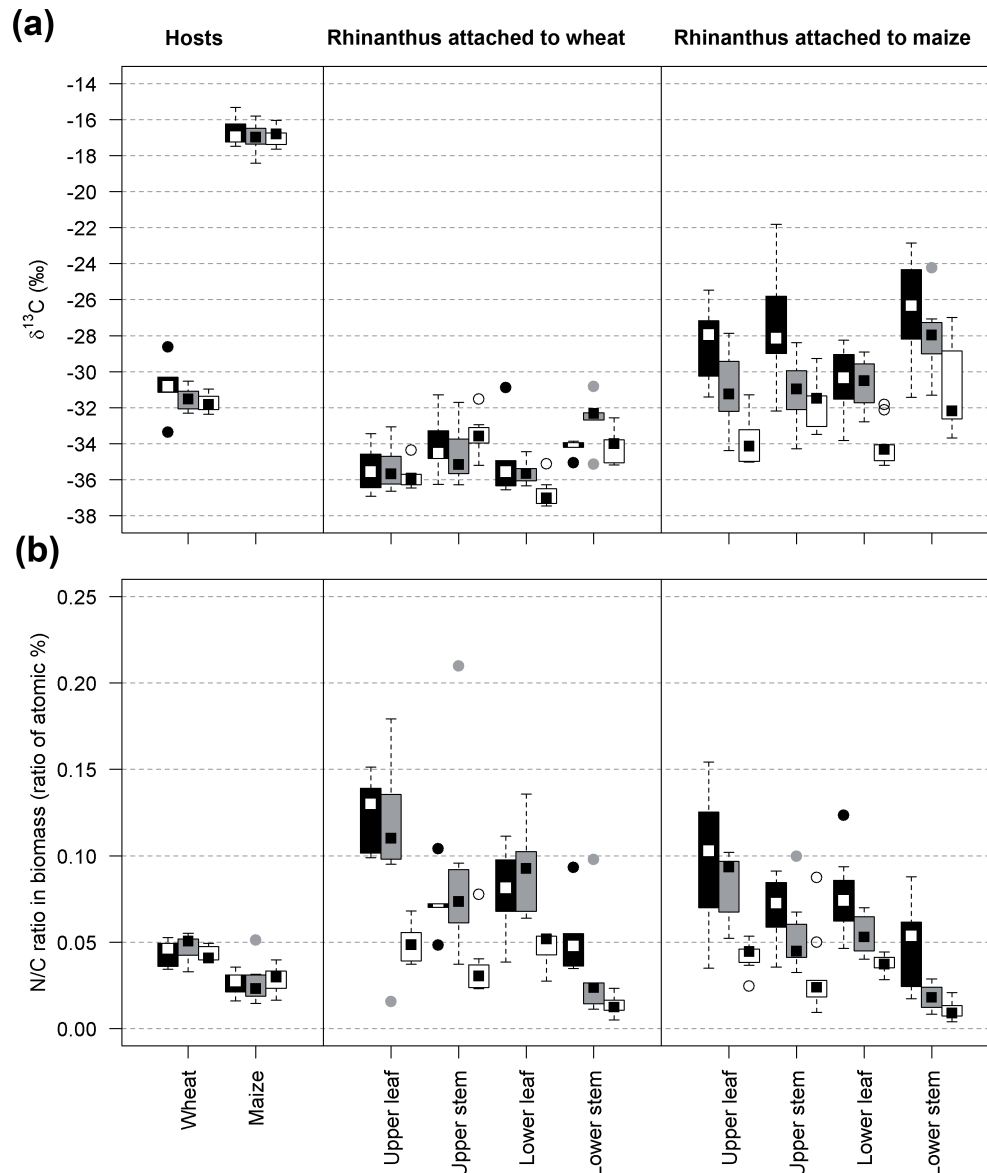 (a)
Hosts
Rhinanthus attached to wheat
Rhinanthus attached to maize
δ13C (‰)
-14
-16
-18
-20
-22
-24
-26
-28
-30
-32
-34
-36
-38
(b)
N/C ratio in biomass (ratio of atomic %)
0.25
0.20
0.15
0.10
0.05
0.00
Wheat
Maize
Upper leaf
Upper stem
Lower leaf
Lower stem
Upper leaf
Upper stem
Lower leaf
Lower stem